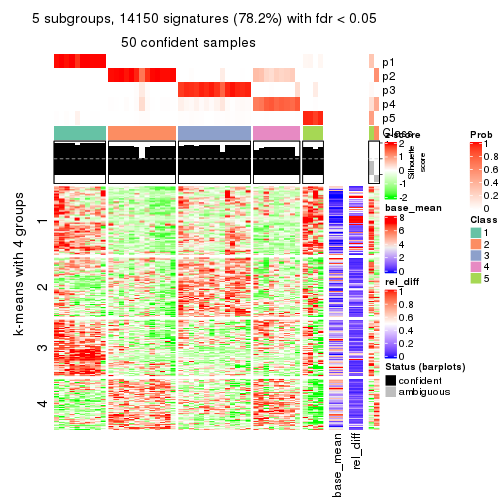 5 subgroups, 14150 signatures (78.2%) with fdr < 0.05
50 confident samples
p1
p2
p3
p4
p5
Class
Silhouette score
k-means with 4 groups
1
2
3
4
base_mean
rel_diff
z-score
2
1
0
-1
-2
base_mean
8
6
4
2
0
rel_diff
1
0.8
0.6
0.4
0.2
0
Status (barplots)
confident
ambiguous
Prob
1
0.8
0.6
0.4
0.2
0
Class
1
2
3
4
5